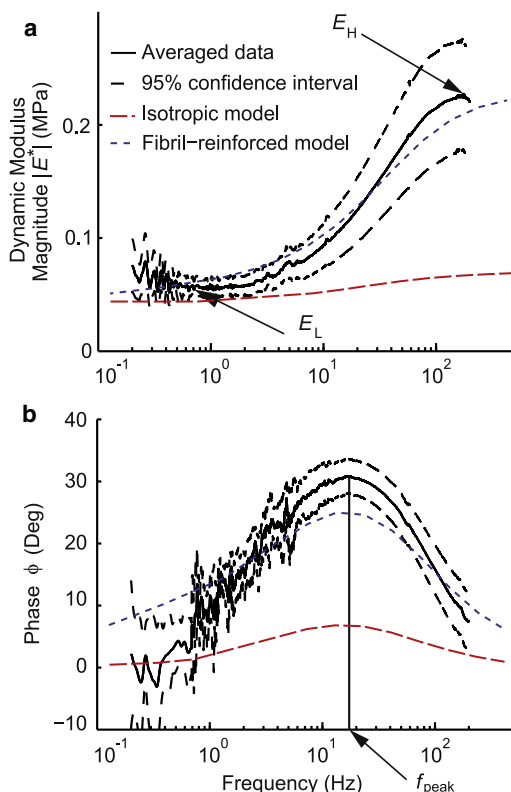 a
E_H
Averaged data
95% confidence interval
Isotropic model
Fibril−reinforced model
Dynamic Modulus
Magnitude |E*| (MPa)
0.2
0.1
0
E_L
10^-1
10^0
10^1
10^2
b
40
30
20
10
0
−10
Phase ϕ (Deg)
10^-1
10^0
10^1
10^2
Frequency (Hz)
f_peak